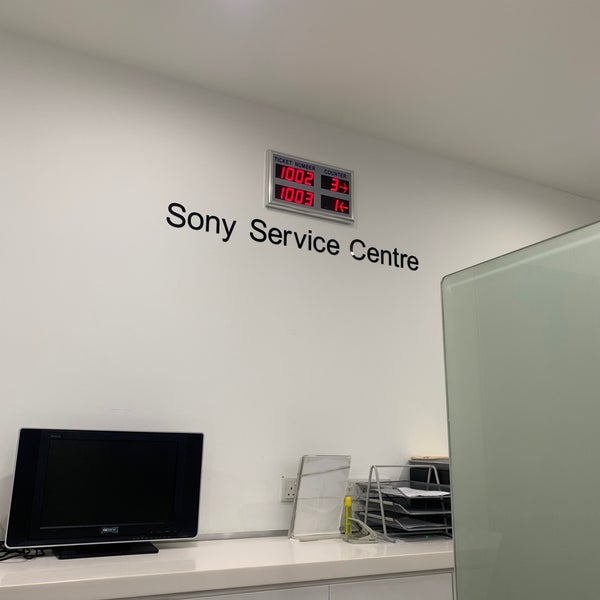 TICKET NUMBER COUNTER
1002 3→
1003 1←
Sony Service Centre